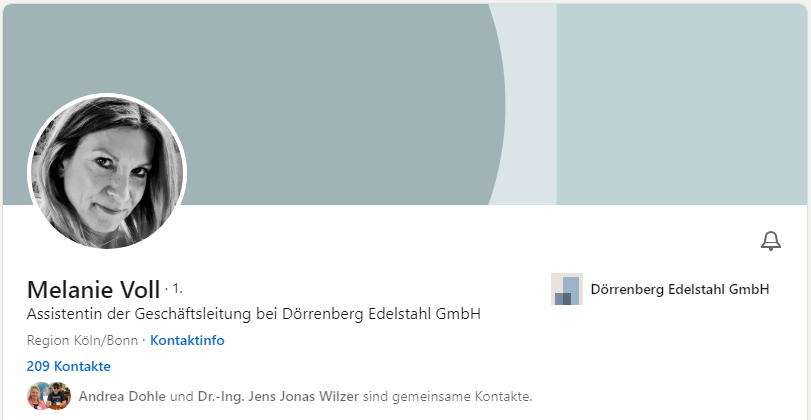 Melanie Voll · 1.
Assistentin der Geschäftsleitung bei Dörrenberg Edelstahl GmbH
Dörrenberg Edelstahl GmbH
Region Köln/Bonn · Kontaktinfo
209 Kontakte
Andrea Dohle und Dr.-Ing. Jens Jonas Wilzer sind gemeinsame Kontakte.